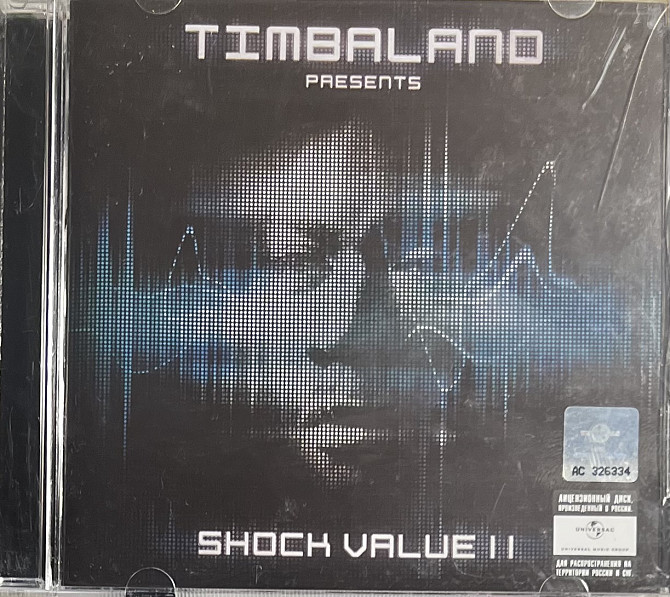 TIMBALAND
PRESENTS
SHOCK VALUE II
AC 326334
ЛИЦЕНЗИОННЫЙ ДИСК,
ПРОИЗВЕДЕННЫЙ В РОССИИ.
UNIVERSAL
UNIVERSAL MUSIC GROUP
ДЛЯ РАСПРОСТРАНЕНИЯ НА
ТЕРРИТОРИИ РОССИИ И СНГ.